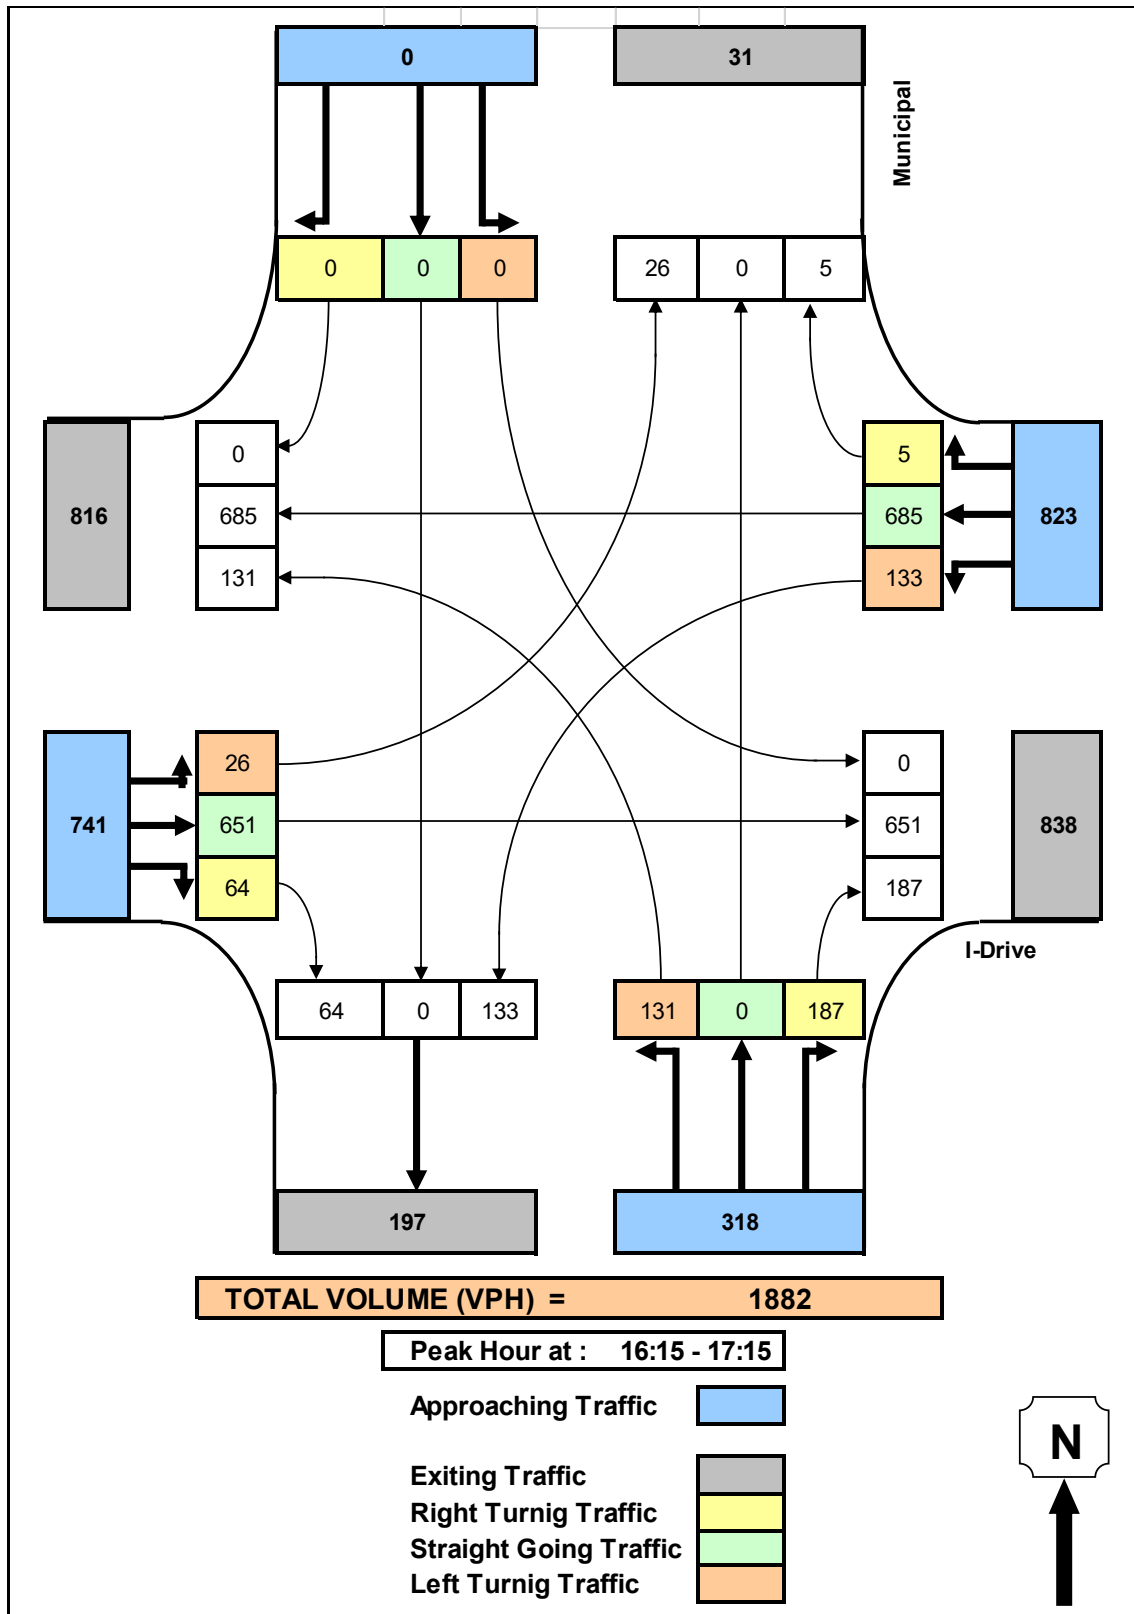 0 31
Municipal
0 0 0 26 0 5
0 5
816 685 685 823
131 133
26 0
741 651 651 838
64 187
I-Drive
64 0 133 131 0 187
197 318
TOTAL VOLUME (VPH) = 1882
Peak Hour at : 16:15 - 17:15
Approaching Traffic
Exiting Traffic
Right Turnig Traffic
Straight Going Traffic
Left Turnig Traffic
N